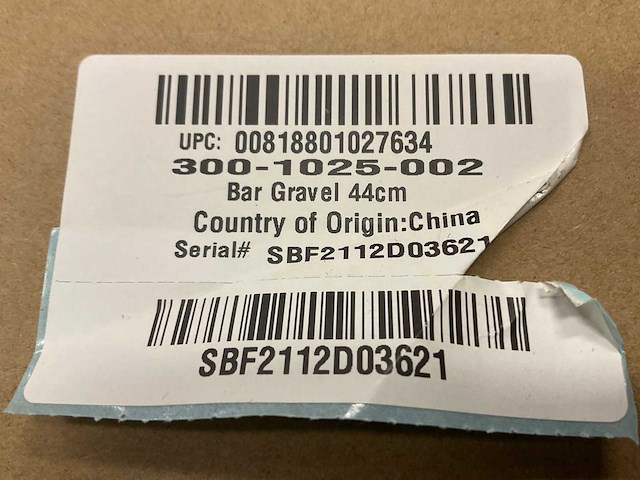 UPC: 00818801027634
300-1025-002
Bar Gravel 44cm
Country of Origin:China
Serial# SBF2112D03621
SBF2112D03621